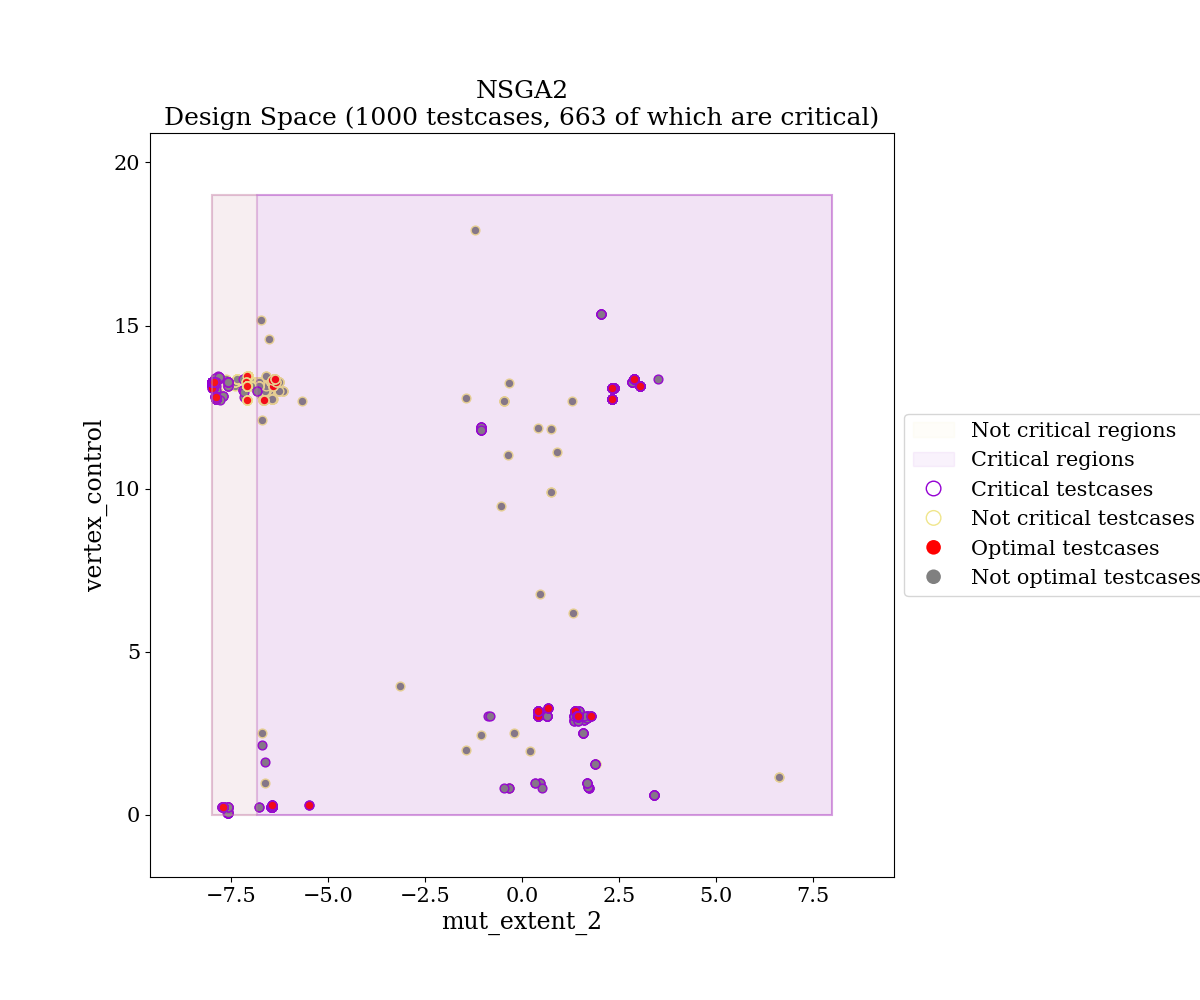 NSGA2
Design Space (1000 testcases, 663 of which are critical)
20
15
10
5
0
vertex_control
−7.5
−5.0
−2.5
0.0
2.5
5.0
7.5
mut_extent_2
Not critical regions
Critical regions
Critical testcases
Not critical testcases
Optimal testcases
Not optimal testcases